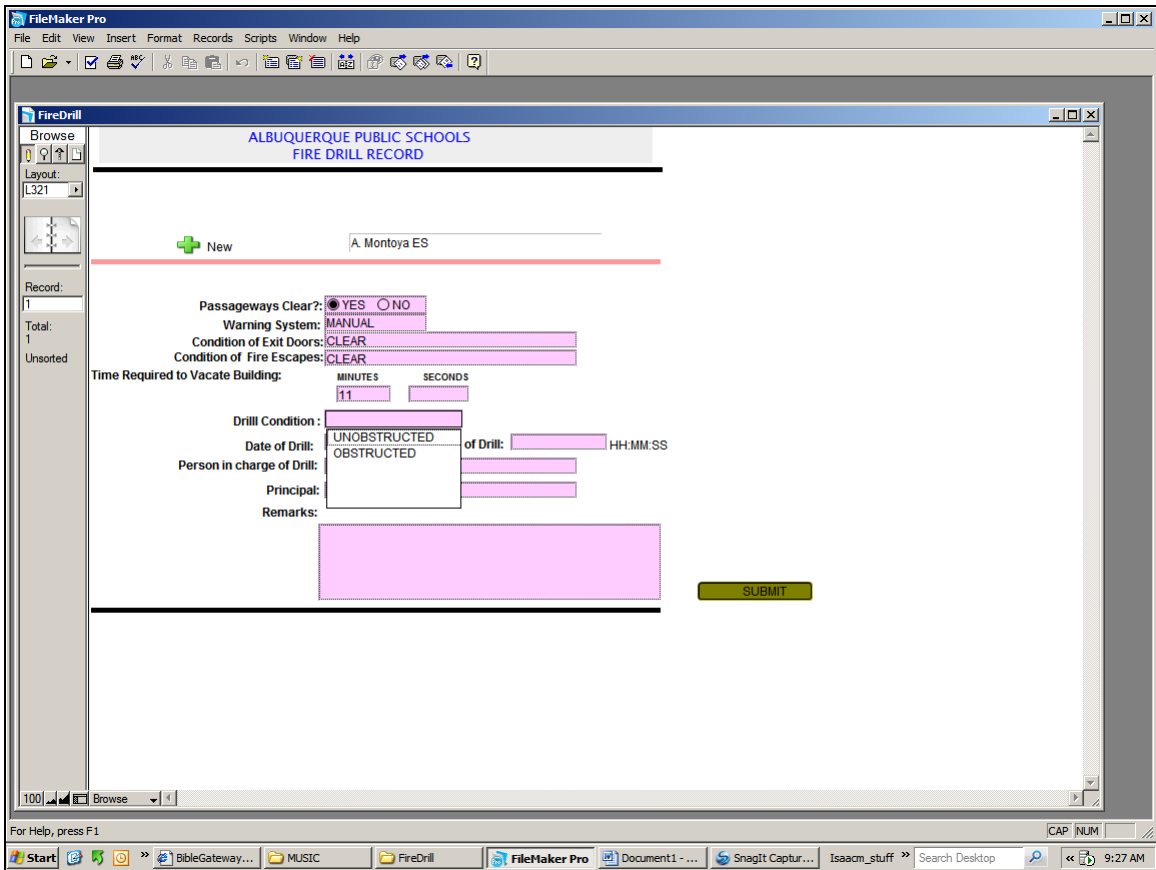 FileMaker Pro
File Edit View Insert Format Records Scripts Window Help
FireDrill
Browse
Layout:
L321
Record:
1
Total:
1
Unsorted
ALBUQUERQUE PUBLIC SCHOOLS
FIRE DRILL RECORD
New A. Montoya ES
Passageways Clear?: YES NO
Warning System: MANUAL
Condition of Exit Doors: CLEAR
Condition of Fire Escapes: CLEAR
Time Required to Vacate Building: MINUTES SECONDS
11
Drilll Condition :
UNOBSTRUCTED
OBSTRUCTED
Date of Drill: of Drill: HH:MM:SS
Person in charge of Drill:
Principal:
Remarks:
SUBMIT
100 Browse
For Help, press F1 CAP NUM
Start BibleGateway... MUSIC FireDrill FileMaker Pro Document1 - ... SnagIt Captur... Isaacm_stuff Search Desktop 9:27 AM